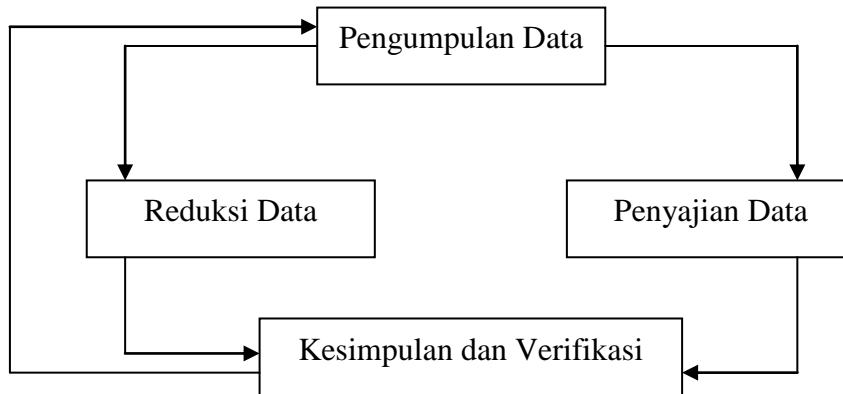 Pengumpulan Data
Reduksi Data
Penyajian Data
Kesimpulan dan Verifikasi